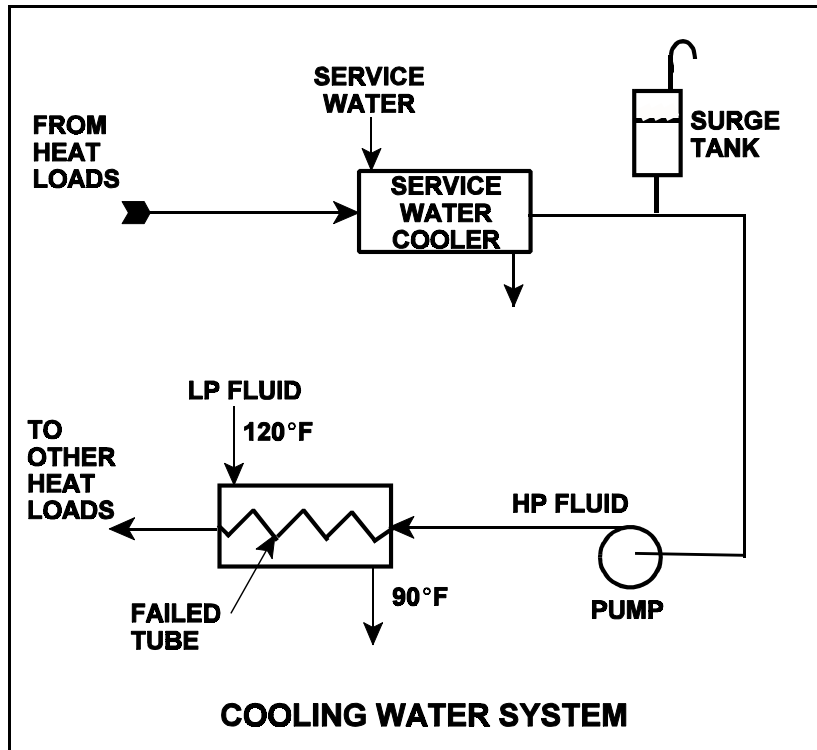 SERVICE
WATER
FROM
HEAT
LOADS
SURGE
TANK
SERVICE
WATER
COOLER
LP FLUID
120°F
TO
OTHER
HEAT
LOADS
HP FLUID
90°F
FAILED
TUBE
PUMP
COOLING WATER SYSTEM